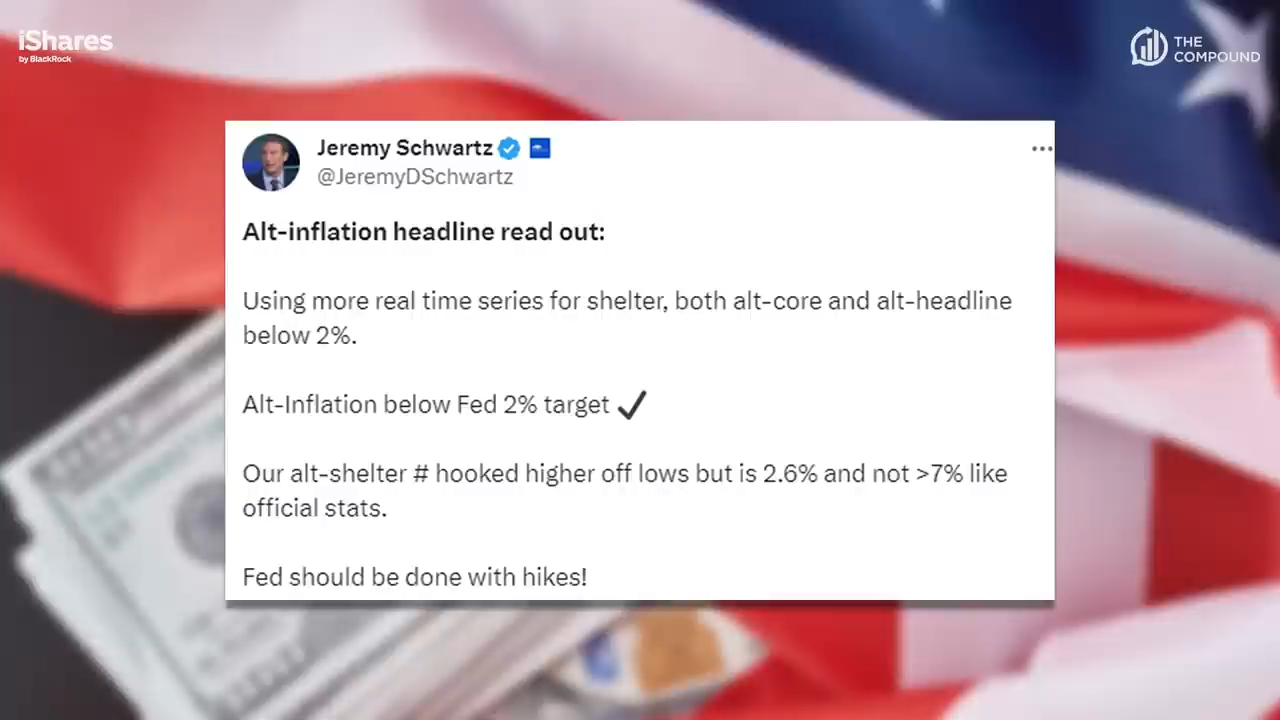 iShares
by BlackRock
THE
COMPOUND
Jeremy Schwartz
@JeremyDSchwartz
Alt-inflation headline read out:
Using more real time series for shelter, both alt-core and alt-headline
below 2%.
Alt-Inflation below Fed 2% target ✔
Our alt-shelter # hooked higher off lows but is 2.6% and not >7% like
official stats.
Fed should be done with hikes!